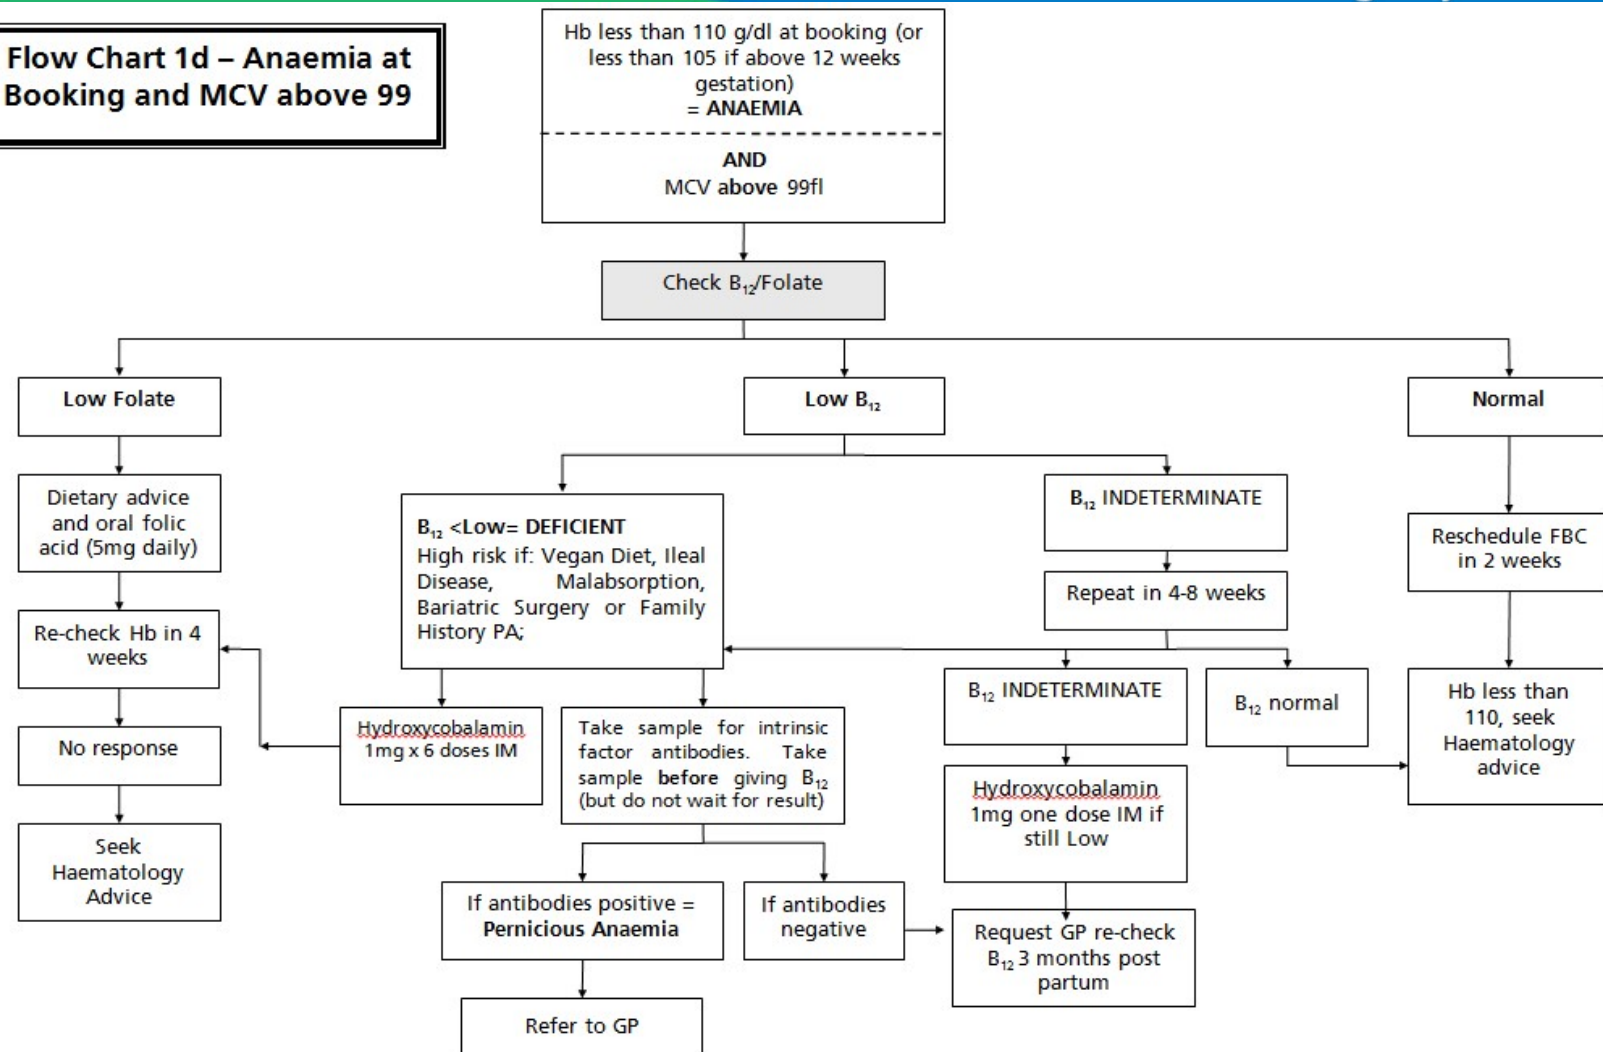 Flow Chart 1d – Anaemia at
Booking and MCV above 99
Hb less than 110 g/dl at booking (or
less than 105 if above 12 weeks
gestation)
= ANAEMIA
AND
MCV above 99fl
Check B₁₂/Folate
Low Folate
Low B₁₂
Normal
Dietary advice
and oral folic
acid (5mg daily)
B₁₂ <Low= DEFICIENT
High risk if: Vegan Diet, Ileal
Disease, Malabsorption,
Bariatric Surgery or Family
History PA;
B₁₂ INDETERMINATE
Reschedule FBC
in 2 weeks
Repeat in 4-8 weeks
Re-check Hb in 4
weeks
B₁₂ INDETERMINATE
B₁₂ normal
Hb less than
110, seek
Haematology
advice
No response
Hydroxycobalamin
1mg x 6 doses IM
Take sample for intrinsic
factor antibodies. Take
sample before giving B₁₂
(but do not wait for result)
Hydroxycobalamin
1mg one dose IM if
still Low
Seek
Haematology
Advice
If antibodies positive =
Pernicious Anaemia
If antibodies
negative
Request GP re-check
B₁₂ 3 months post
partum
Refer to GP